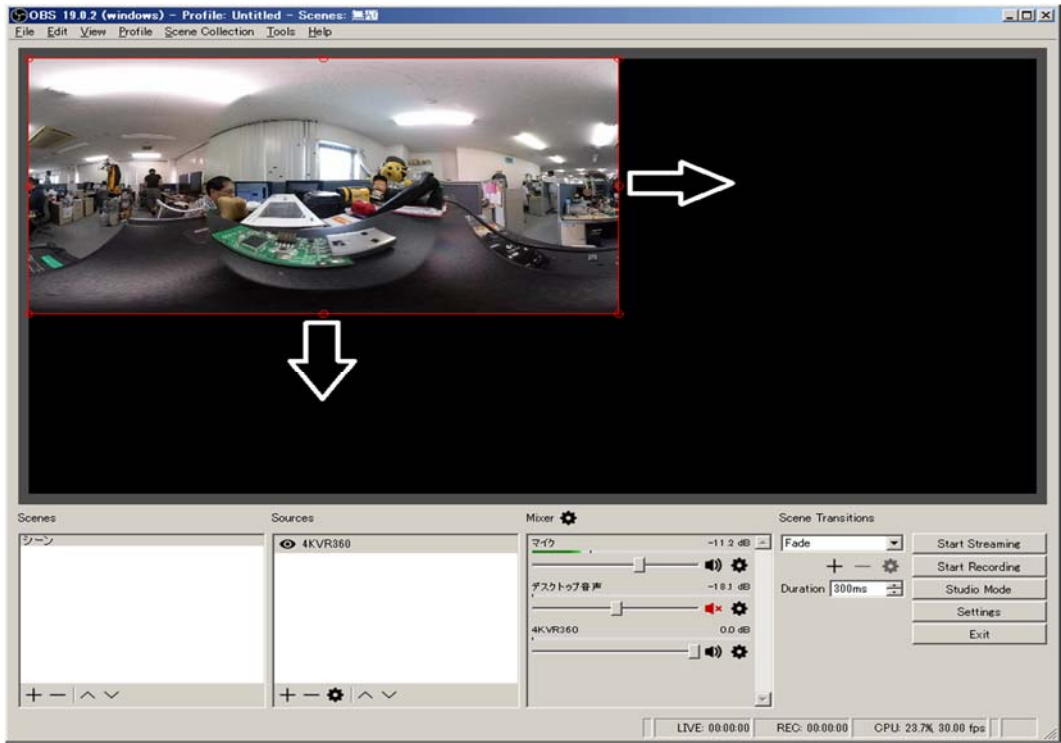 OBS 19.0.2 (windows) - Profile: Untitled - Scenes: 無題
File Edit View Profile Scene Collection Tools Help
Scenes
シーン
Sources
4KVR360
Mixer
マイク -11.2 dB
デスクトップ音声 -18.1 dB
4KVR360 0.0 dB
Scene Transitions
Fade
Duration 300ms
Start Streaming
Start Recording
Studio Mode
Settings
Exit
LIVE: 00:00:00 REC: 00:00:00 CPU: 23.7%, 30.00 fps